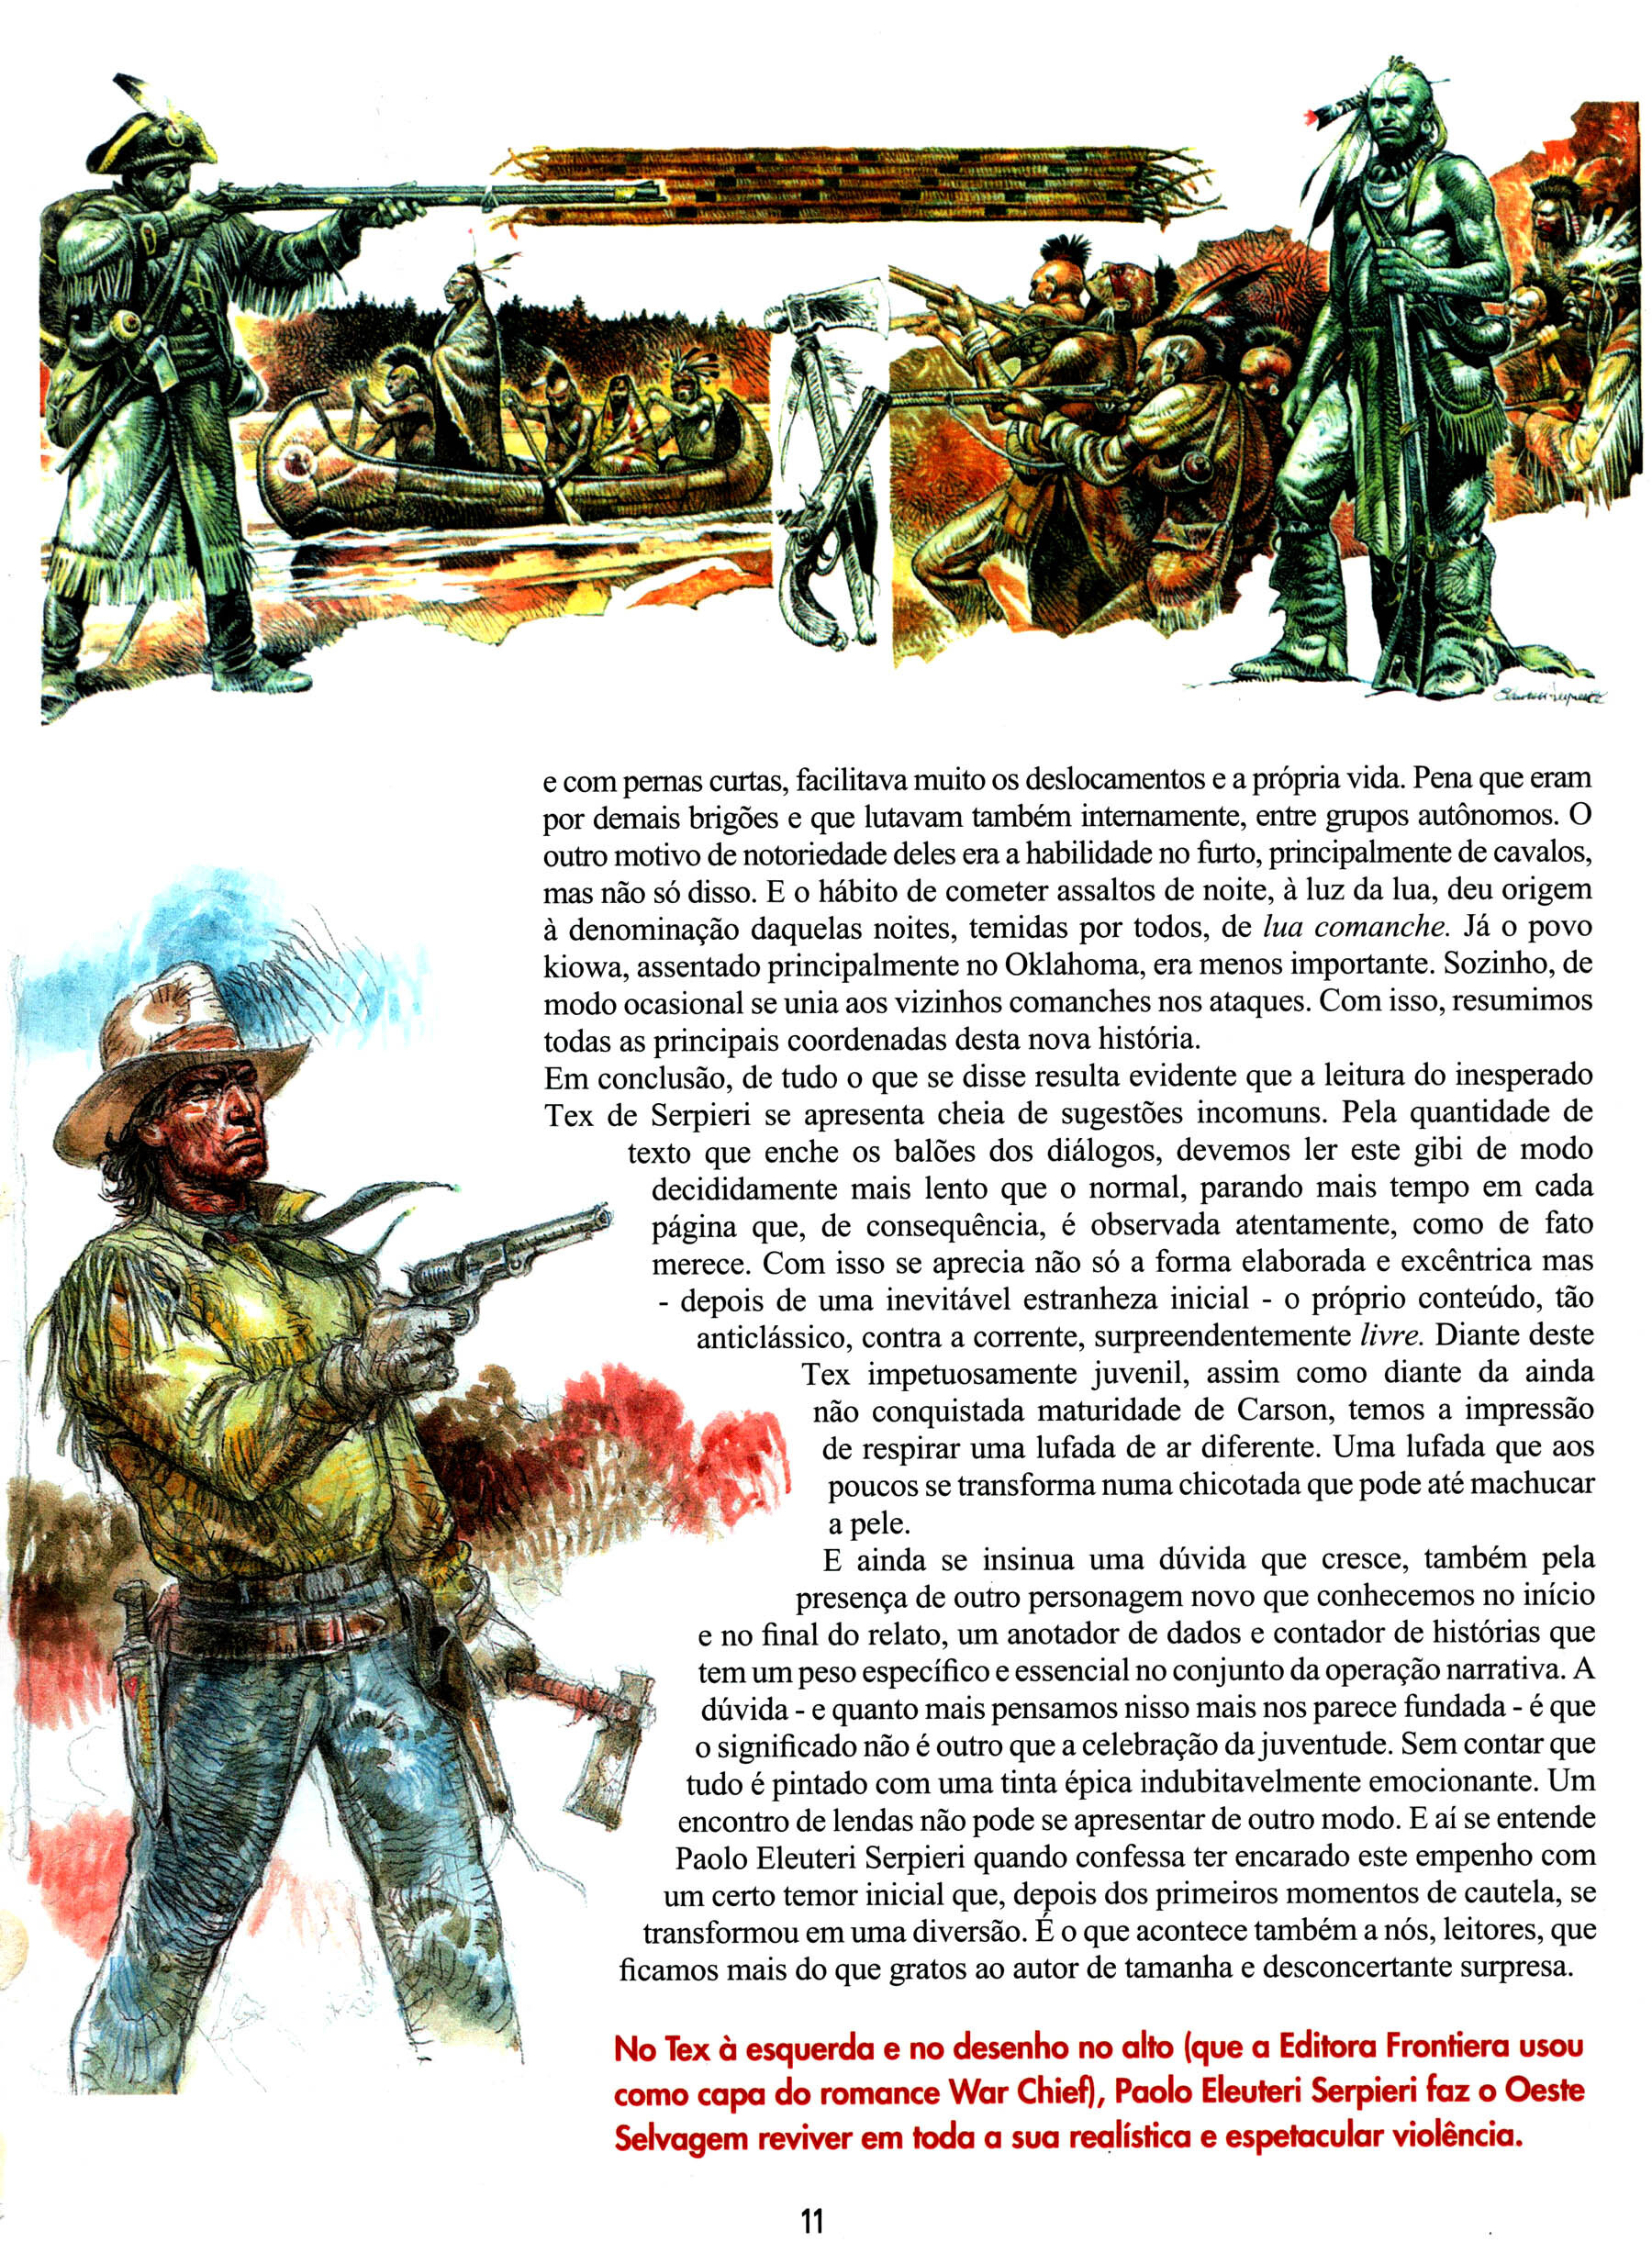 e com pernas curtas, facilitava muito os deslocamentos e a própria vida. Pena que eram
por demais brigões e que lutavam também internamente, entre grupos autônomos. O
outro motivo de notoriedade deles era a habilidade no furto, principalmente de cavalos,
mas não só disso. E o hábito de cometer assaltos de noite, à luz da lua, deu origem
à denominação daquelas noites, temidas por todos, de lua comanche. Já o povo
kiowa, assentado principalmente no Oklahoma, era menos importante. Sozinho, de
modo ocasional se unia aos vizinhos comanches nos ataques. Com isso, resumimos
todas as principais coordenadas desta nova história.
Em conclusão, de tudo o que se disse resulta evidente que a leitura do inesperado
Tex de Serpieri se apresenta cheia de sugestões incomuns. Pela quantidade de
texto que enche os balões dos diálogos, devemos ler este gibi de modo
decididamente mais lento que o normal, parando mais tempo em cada
página que, de consequência, é observada atentamente, como de fato
merece. Com isso se aprecia não só a forma elaborada e excêntrica mas
- depois de uma inevitável estranheza inicial - o próprio conteúdo, tão
anticlássico, contra a corrente, surpreendentemente livre. Diante deste
Tex impetuosamente juvenil, assim como diante da ainda
não conquistada maturidade de Carson, temos a impressão
de respirar uma lufada de ar diferente. Uma lufada que aos
poucos se transforma numa chicotada que pode até machucar
a pele.
E ainda se insinua uma dúvida que cresce, também pela
presença de outro personagem novo que conhecemos no início
e no final do relato, um anotador de dados e contador de histórias que
tem um peso específico e essencial no conjunto da operação narrativa. A
dúvida - e quanto mais pensamos nisso mais nos parece fundada - é que
o significado não é outro que a celebração da juventude. Sem contar que
tudo é pintado com uma tinta épica indubitavelmente emocionante. Um
encontro de lendas não pode se apresentar de outro modo. E aí se entende
Paolo Eleuteri Serpieri quando confessa ter encarado este empenho com
um certo temor inicial que, depois dos primeiros momentos de cautela, se
transformou em uma diversão. É o que acontece também a nós, leitores, que
ficamos mais do que gratos ao autor de tamanha e desconcertante surpresa.
No Tex à esquerda e no desenho no alto (que a Editora Frontiera usou
como capa do romance War Chief), Paolo Eleuteri Serpieri faz o Oeste
Selvagem reviver em toda a sua realística e espetacular violência.
11